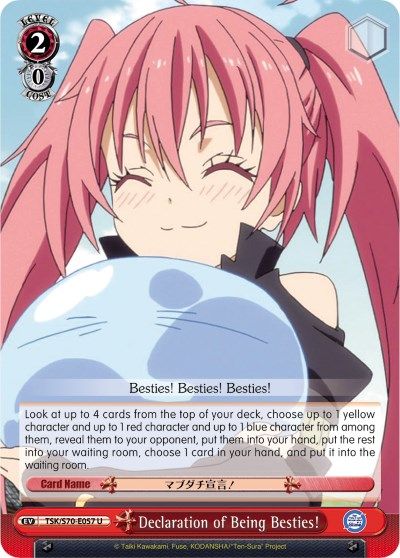 LEVEL
2
0
COST
Besties! Besties! Besties!
Look at up to 4 cards from the top of your deck, choose up to 1 yellow
character and up to 1 red character and up to 1 blue character from among
them, reveal them to your opponent, put them into your hand, put the rest
into your waiting room, choose 1 card in your hand, and put it into the
waiting room.
Card Name マブダチ宣言!
EV TSK/S70-E057 U Declaration of Being Besties!
© Taiki Kawakami, Fuse, KODANSHA/"Ten-Sura" Project